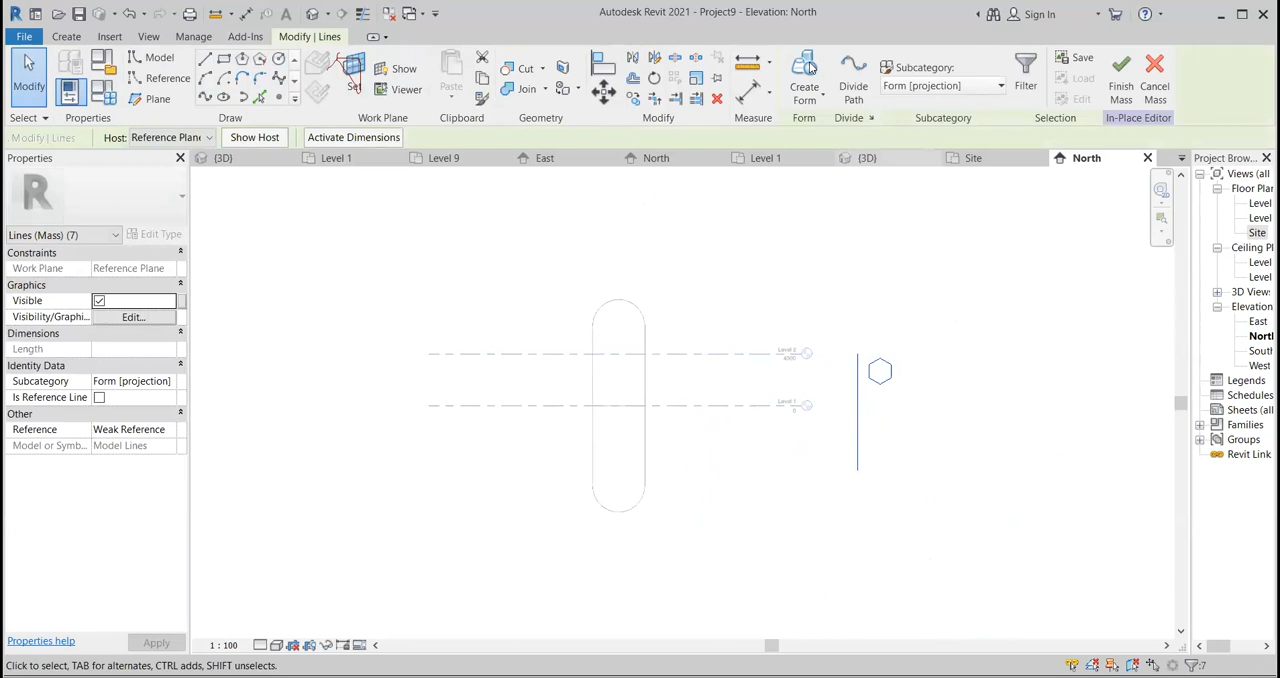 Autodesk Revit 2021 - Project9 - Elevation: North
Sign In
File Create Insert View Manage Add-Ins Modify | Lines
Modify
Select
Properties
Model
Reference
Plane
Draw
Set
Show
Viewer
Work Plane
Paste
Clipboard
Cut
Join
Geometry
Modify
Measure
Create
Form
Form
Divide
Path
Divide
Subcategory:
Form [projection]
Subcategory
Filter
Save
Load
Edit
Selection
Finish
Mass
Cancel
Mass
In-Place Editor
Modify | Lines
Host: Reference Plane
Show Host
Activate Dimensions
Properties
{3D}
Level 1
Level 9
East
North
Level 1
{3D}
Site
North
Project Brow...
Lines (Mass) (7)
Edit Type
Constraints
Work Plane Reference Plane
Graphics
Visible
Visibility/Graphi... Edit...
Dimensions
Length
Identity Data
Subcategory Form [projection]
Is Reference Line
Other
Reference Weak Reference
Model or Symb... Model Lines
Level 2
4000
Level 1
0
Views (all
Floor Plan
Level
Level
Site
Ceiling Pl
Level
Level
3D Views
Elevation
East
North
South
West
Legends
Schedules
Sheets (all
Families
Groups
Revit Link
Properties help
Apply
1 : 100
Click to select, TAB for alternates, CTRL adds, SHIFT unselects.
:7